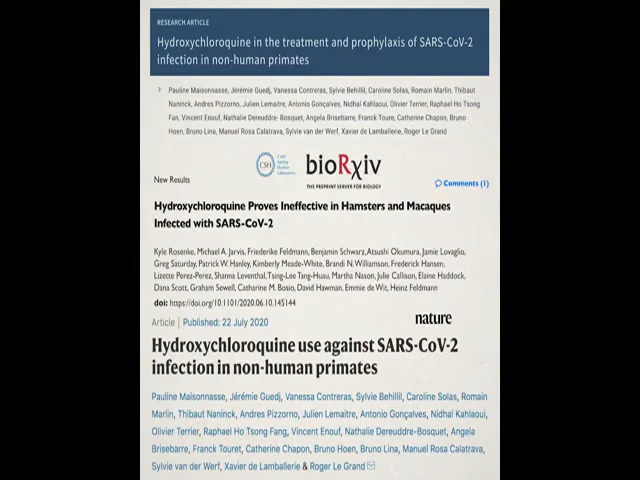 RESEARCH ARTICLE
Hydroxychloroquine in the treatment and prophylaxis of SARS-CoV-2
infection in non-human primates
Pauline Maisonnasse, Jérémie Guedj, Vanessa Contreras, Sylvie Behillil, Caroline Solas, Romain Marlin, Thibaut
Naninck, Andres Pizzorno, Julien Lemaitre, Antonio Gonçalves, Nidhal Kahlaoui, Olivier Terrier, Raphael Ho Tsong
Fan, Vincent Enouf, Nathalie Dereuddre- Bosquet, Angela Brisebarre, Franck Toure, Catherine Chapon, Bruno
Hoen, Bruno Lina, Manuel Rosa Calatrava, Sylvie van der Werf, Xavier de Lamballerie, Roger Le Grand
CSH Cold Spring Harbor Laboratory
bioRχiv
THE PREPRINT SERVER FOR BIOLOGY
New Results
Comments (1)
Hydroxychloroquine Proves Ineffective in Hamsters and Macaques
Infected with SARS-CoV-2
Kyle Rosenke, Michael A. Jarvis, Friederike Feldmann, Benjamin Schwarz, Atsushi Okumura, Jamie Lovaglio,
Greg Saturday, Patrick W. Hanley, Kimberly Meade-White, Brandi N. Williamson, Frederick Hansen,
Lizette Perez-Perez, Shanna Leventhal, Tsing-Lee Tang-Huau, Martha Nason, Julie Callison, Elaine Haddock,
Dana Scott, Graham Sewell, Catharine M. Bosio, David Hawman, Emmie de Wit, Heinz Feldmann
doi: https://doi.org/10.1101/2020.06.10.145144
Article | Published: 22 July 2020
nature
Hydroxychloroquine use against SARS-CoV-2
infection in non-human primates
Pauline Maisonnasse, Jérémie Guedj, Vanessa Contreras, Sylvie Behillil, Caroline Solas, Romain
Marlin, Thibaut Naninck, Andres Pizzorno, Julien Lemaitre, Antonio Gonçalves, Nidhal Kahlaoui,
Olivier Terrier, Raphael Ho Tsong Fang, Vincent Enouf, Nathalie Dereuddre-Bosquet, Angela
Brisebarre, Franck Touret, Catherine Chapon, Bruno Hoen, Bruno Lina, Manuel Rosa Calatrava,
Sylvie van der Werf, Xavier de Lamballerie & Roger Le Grand